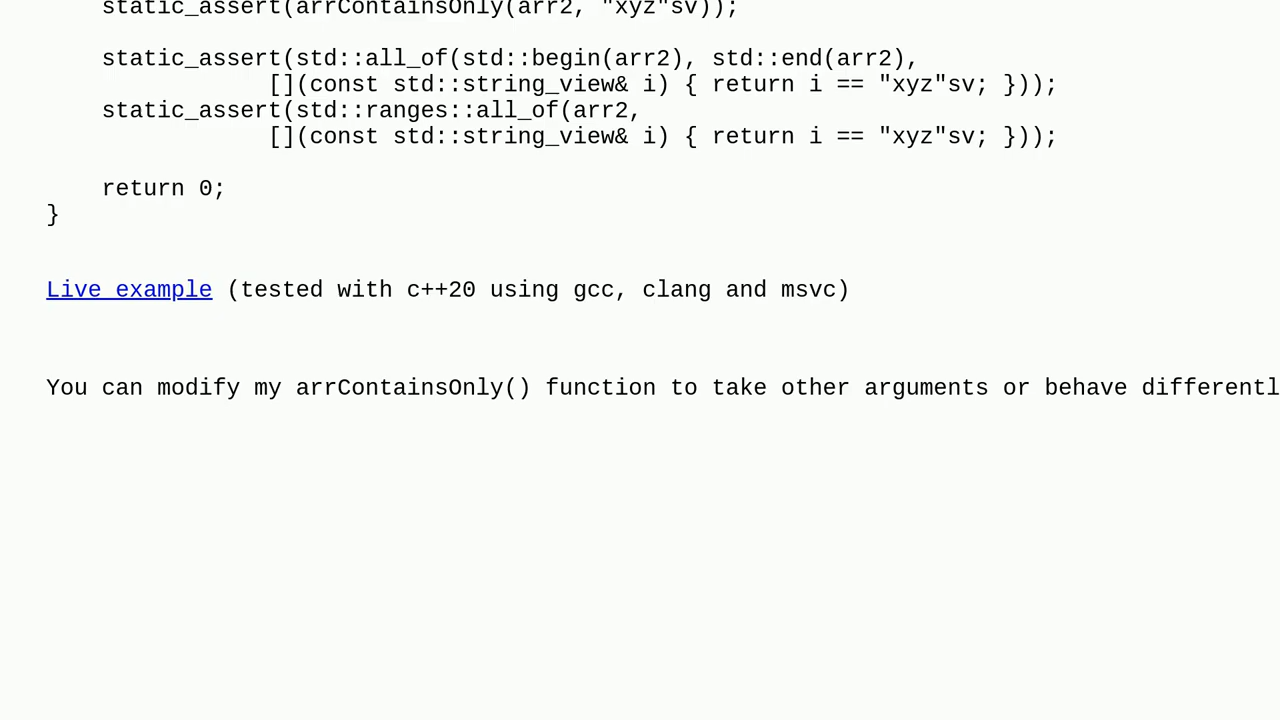 static_assert(arrContainsOnly(arr2, "xyz"sv));
static_assert(std::all_of(std::begin(arr2), std::end(arr2),
[](const std::string_view& i) { return i == "xyz"sv; }));
static_assert(std::ranges::all_of(arr2,
[](const std::string_view& i) { return i == "xyz"sv; }));
return 0;
}
Live example (tested with c++20 using gcc, clang and msvc)
You can modify my arrContainsOnly() function to take other arguments or behave differentl